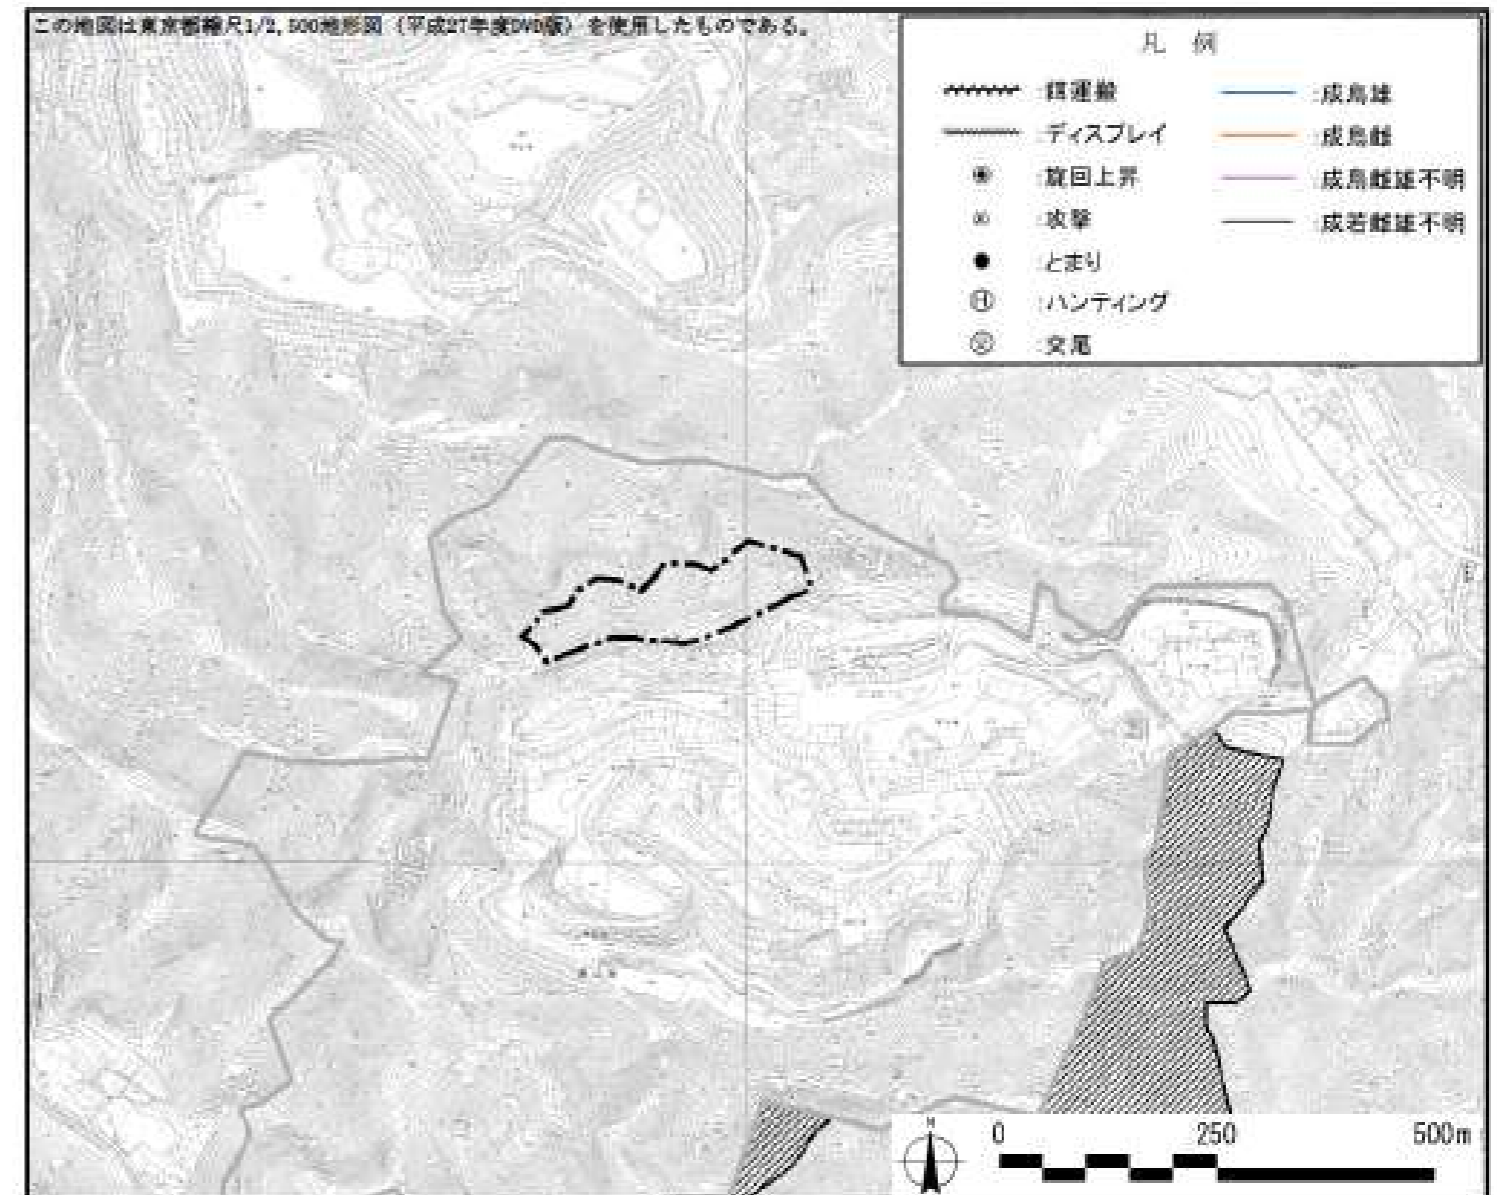 この地図は東京都縮尺1/2,500地形図（平成27年度DVD版）を使用したものである。
凡 例
:餌運搬
:ディスプレイ
:旋回上昇
:攻撃
:とまり
Ⓗ :ハンティング
:交尾
:成鳥雄
:成鳥雌
:成鳥雌雄不明
:成若雌雄不明
N
0 250 500m